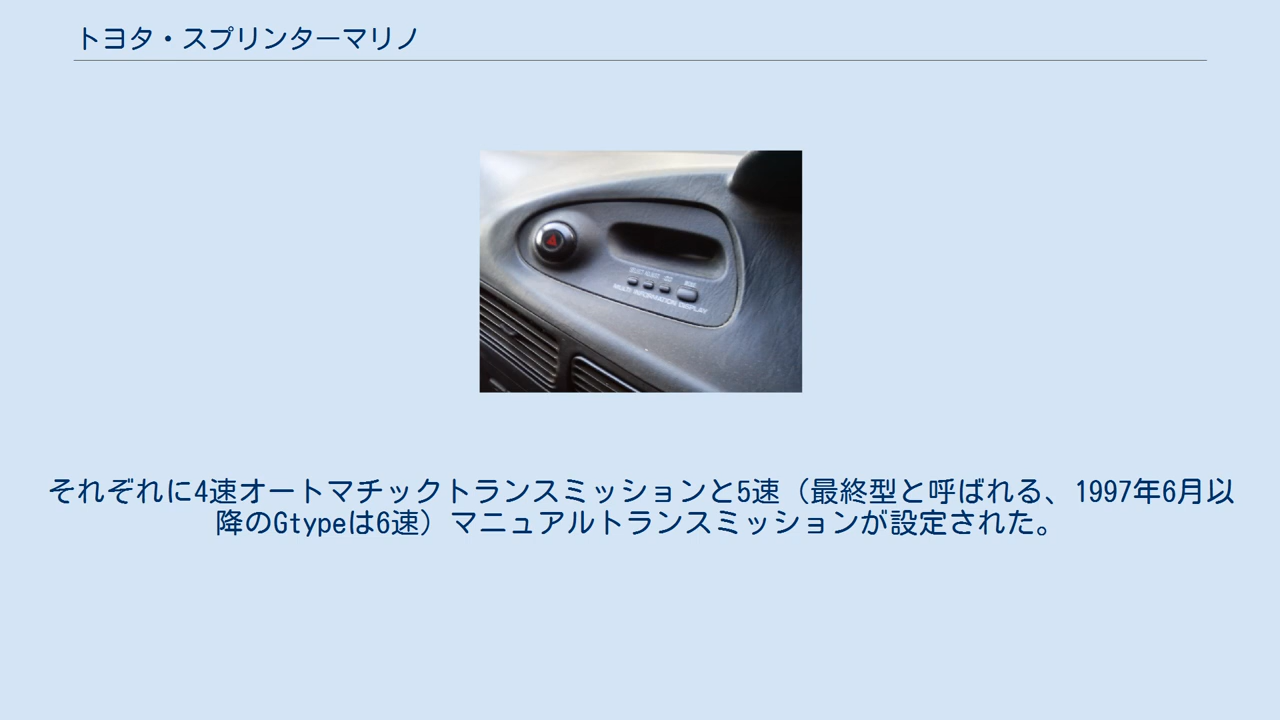 トヨタ・スプリンターマリノ
MULTI INFORMATION DISPLAY
それぞれに4速オートマチックトランスミッションと5速（最終型と呼ばれる、1997年6月以
降のGtypeは6速）マニュアルトランスミッションが設定された。